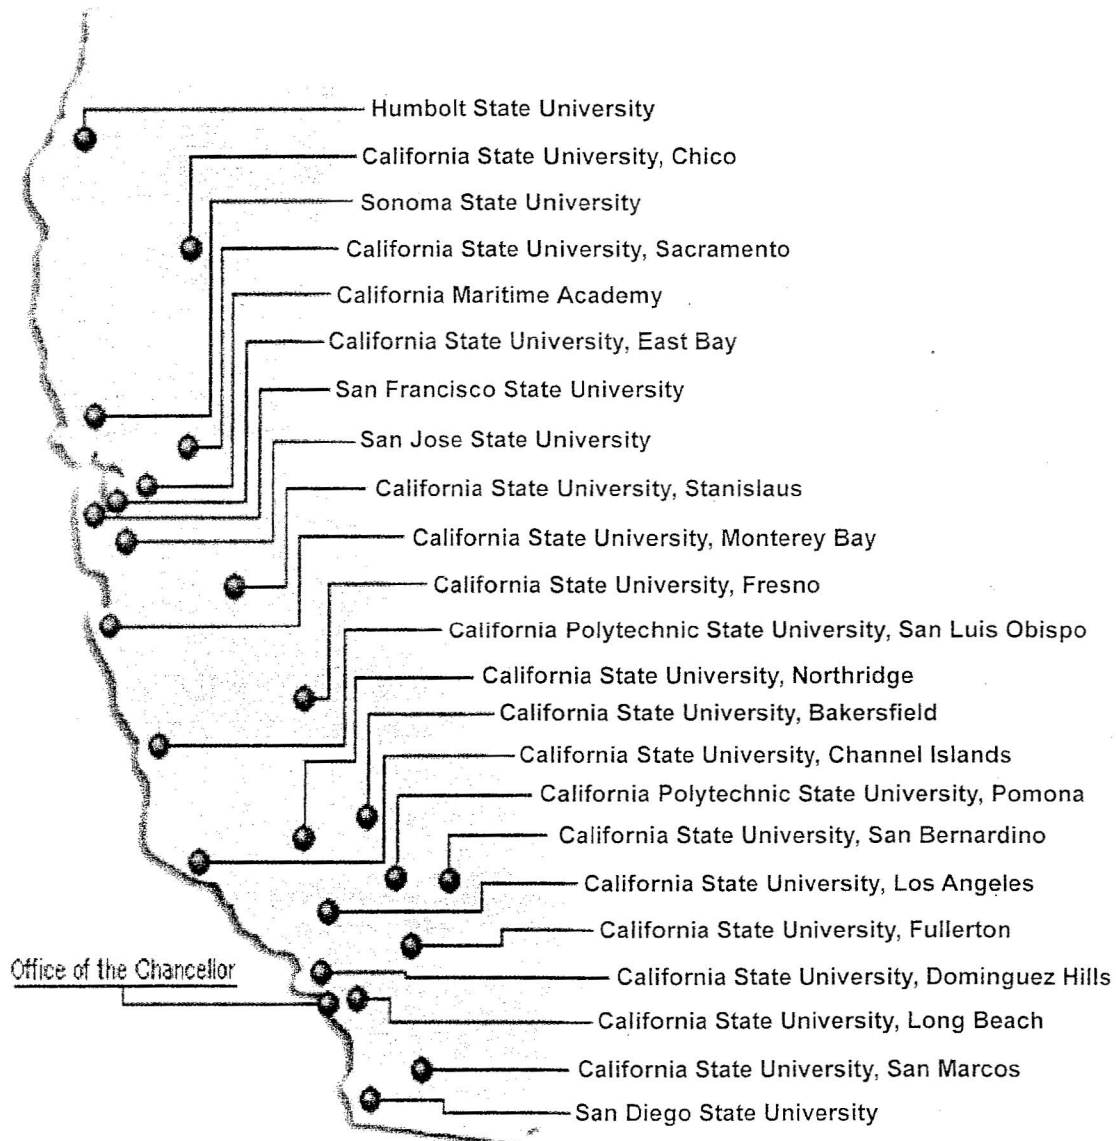 Humbolt State University
California State University, Chico
Sonoma State University
California State University, Sacramento
California Maritime Academy
California State University, East Bay
San Francisco State University
San Jose State University
California State University, Stanislaus
California State University, Monterey Bay
California State University, Fresno
California Polytechnic State University, San Luis Obispo
California State University, Northridge
California State University, Bakersfield
California State University, Channel Islands
California Polytechnic State University, Pomona
California State University, San Bernardino
California State University, Los Angeles
California State University, Fullerton
Office of the Chancellor
California State University, Dominguez Hills
California State University, Long Beach
California State University, San Marcos
San Diego State University